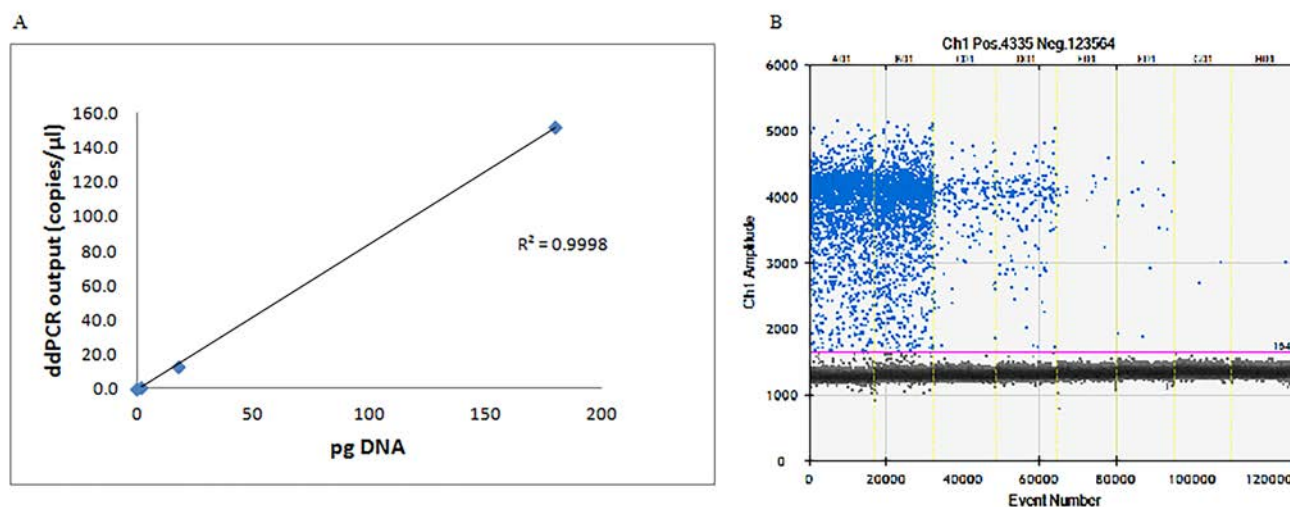 A
160.0
140.0
120.0
100.0
80.0
60.0
40.0
20.0
0.0
ddPCR output (copies/µl)
R² = 0.9998
0 50 100 150 200
pg DNA
B
Ch1 Pos.4335 Neg.123564
6000
5000
4000
3000
2000
1000
0
Ch1 Amplitude
0 20000 40000 60000 80000 100000 120000
Event Number